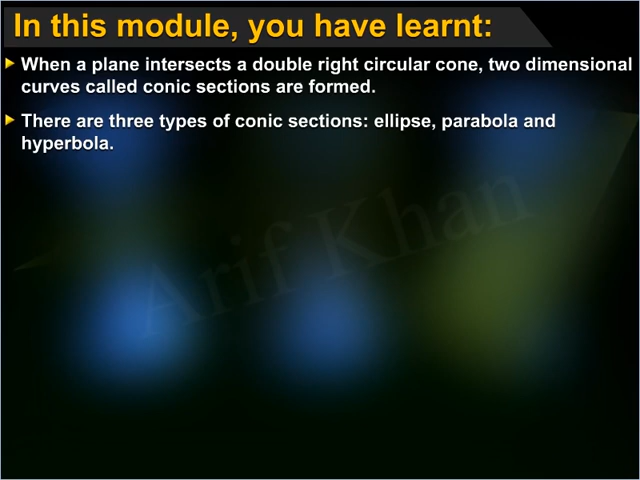 In this module, you have learnt:
When a plane intersects a double right circular cone, two dimensional
curves called conic sections are formed.
There are three types of conic sections: ellipse, parabola and
hyperbola.
Arif Khan